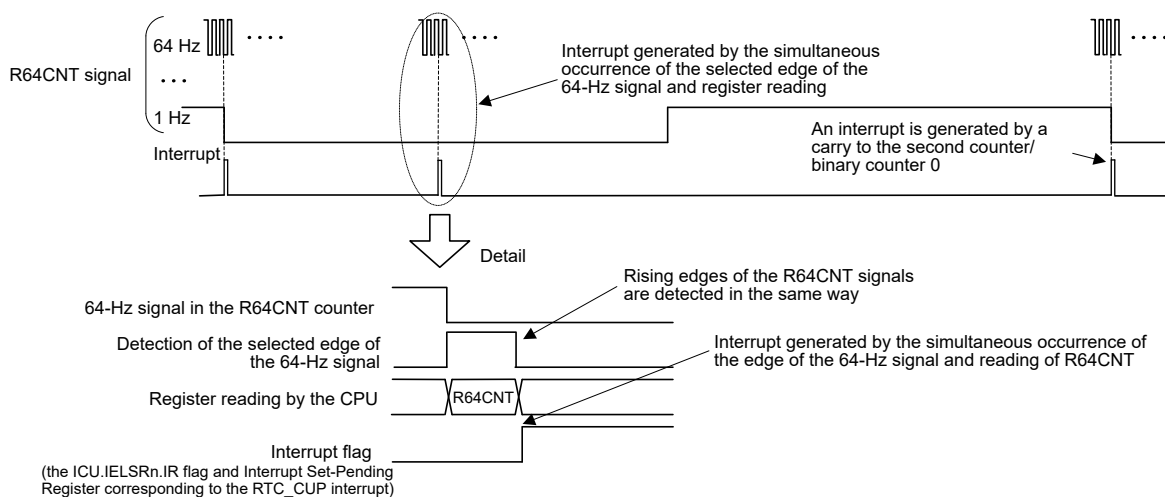 64 Hz
R64CNT signal
1 Hz
Interrupt
Interrupt generated by the simultaneous
occurrence of the selected edge of the
64-Hz signal and register reading
An interrupt is generated by a
carry to the second counter/
binary counter 0
Detail
Rising edges of the R64CNT signals
are detected in the same way
64-Hz signal in the R64CNT counter
Detection of the selected edge of
the 64-Hz signal
Interrupt generated by the simultaneous occurrence of
the edge of the 64-Hz signal and reading of R64CNT
Register reading by the CPU
R64CNT
Interrupt flag
(the ICU.IELSRn.IR flag and Interrupt Set-Pending
Register corresponding to the RTC_CUP interrupt)